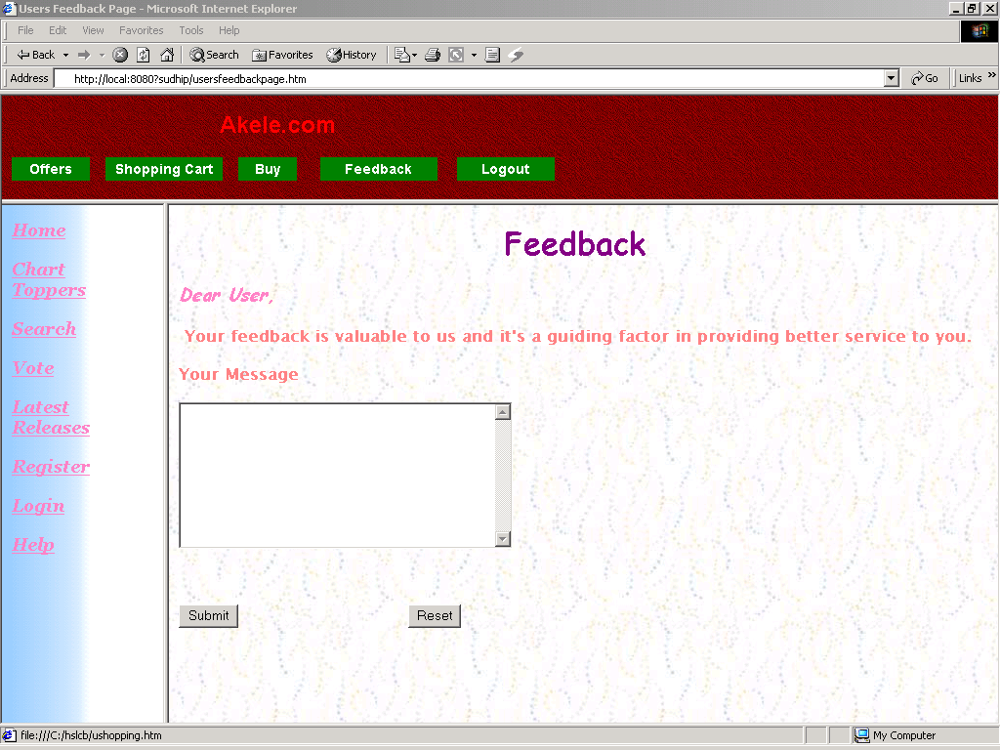 Users Feedback Page - Microsoft Internet Explorer
File Edit View Favorites Tools Help
Back Search Favorites History
Address http://local:8080?sudhip/usersfeedbackpage.htm Go Links »
Akele.com
Offers Shopping Cart Buy Feedback Logout
Home
Chart
Toppers
Search
Vote
Latest
Releases
Register
Login
Help
Feedback
Dear User,
Your feedback is valuable to us and it's a guiding factor in providing better service to you.
Your Message
Submit Reset
file:///C:/hslcb/ushopping.htm My Computer